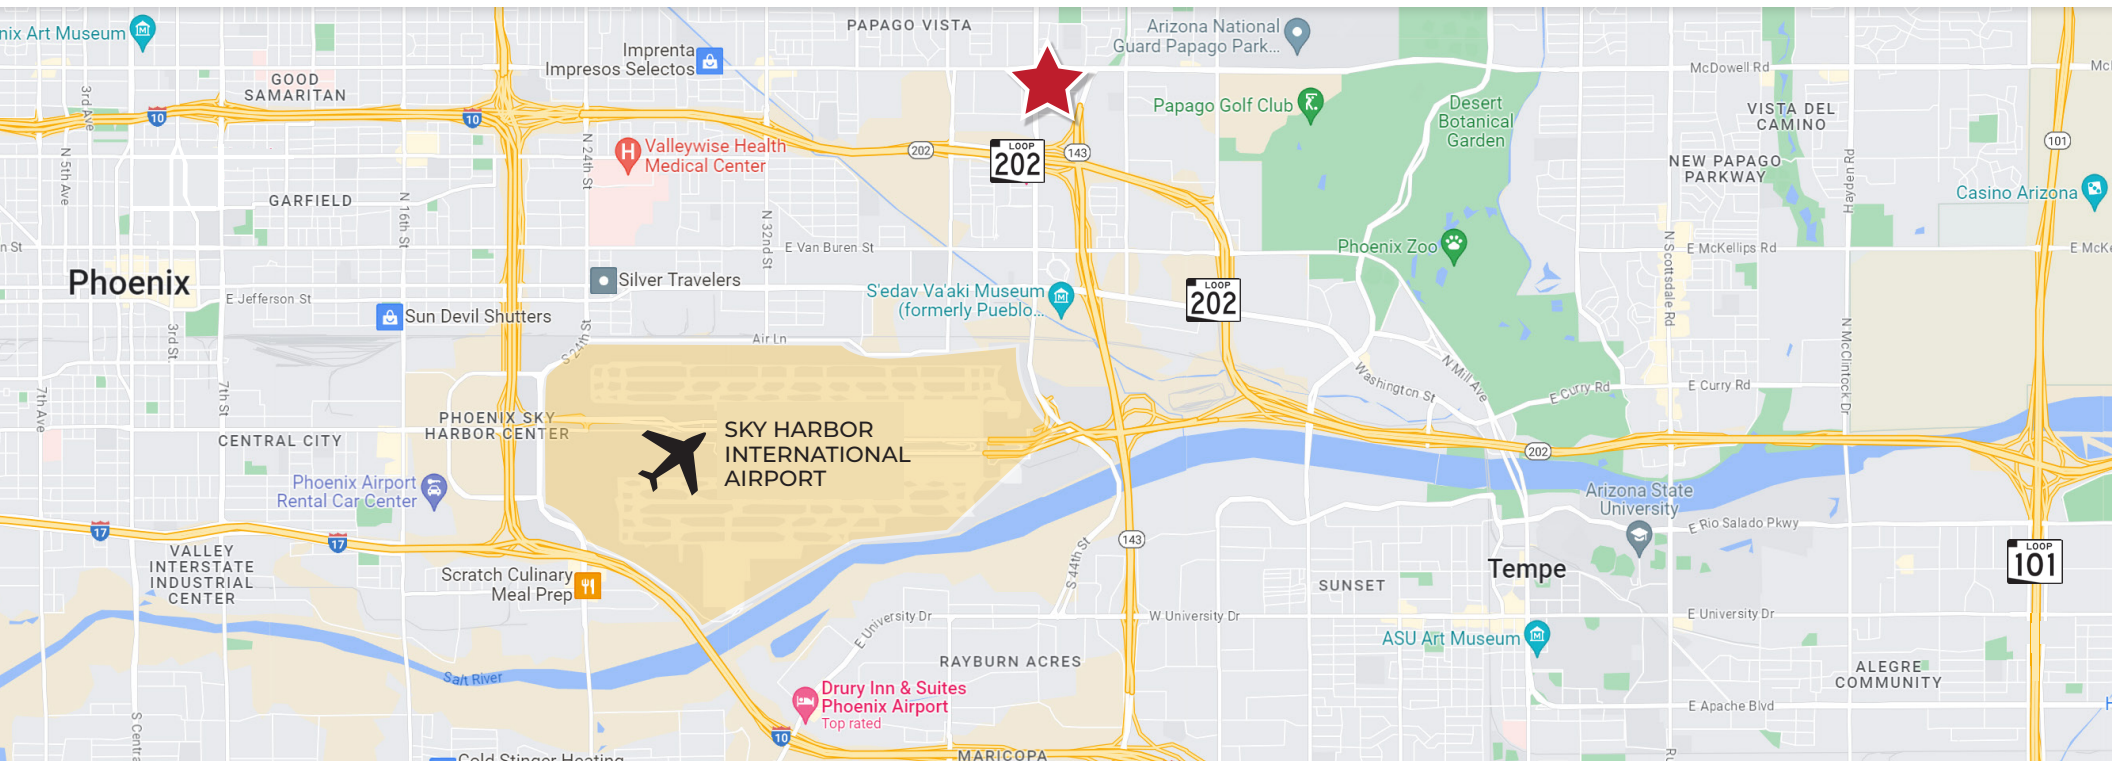 nix Art Museum
PAPAGO VISTA
Arizona National
Guard Papago Park...
Imprenta
Impresos Selectos
GOOD
SAMARITAN
McDowell Rd
Papago Golf Club
Desert
Botanical
Garden
VISTA DEL
CAMINO
3rd Ave
10
10
202
LOOP
202
143
101
N 5th Ave
N 24th St
Valleywise Health
Medical Center
NEW PAPAGO
PARKWAY
Hayden Rd
Casino Arizona
GARFIELD
N 16th St
N 32nd St
E Van Buren St
Phoenix Zoo
N Scottsdale Rd
E McKellips Rd
n St
Phoenix
E Jefferson St
Silver Travelers
S'edav Va'aki Museum
(formerly Pueblo...
LOOP
202
Sun Devil Shutters
3rd St
S 24th St
Air Ln
N McClintock Dr
7th Ave
7th St
Washington St
N Mill Ave
E Curry Rd
E Curry Rd
PHOENIX SKY
HARBOR CENTER
CENTRAL CITY
SKY HARBOR
INTERNATIONAL
AIRPORT
202
Phoenix Airport
Rental Car Center
Arizona State
University
E Rio Salado Pkwy
17
17
143
S 44th St
VALLEY
INTERSTATE
INDUSTRIAL
CENTER
Scratch Culinary
Meal Prep
Tempe
LOOP
101
SUNSET
E University Dr
W University Dr
E University Dr
ASU Art Museum
Salt River
RAYBURN ACRES
ALEGRE
COMMUNITY
Drury Inn & Suites
Phoenix Airport
Top rated
E Apache Blvd
10
S Centra
MARICOPA